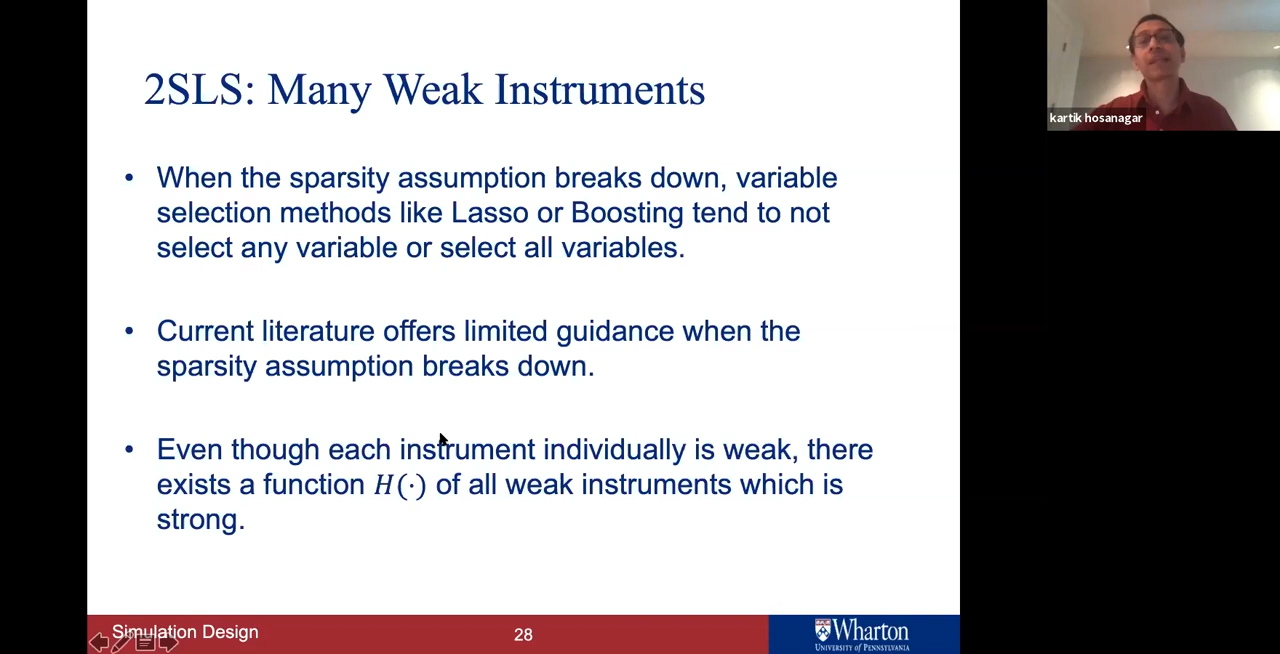 2SLS: Many Weak Instruments
• When the sparsity assumption breaks down, variable
selection methods like Lasso or Boosting tend to not
select any variable or select all variables.
• Current literature offers limited guidance when the
sparsity assumption breaks down.
• Even though each instrument individually is weak, there
exists a function H(·) of all weak instruments which is
strong.
Simulation Design
28
Wharton
UNIVERSITY of PENNSYLVANIA
kartik hosanagar